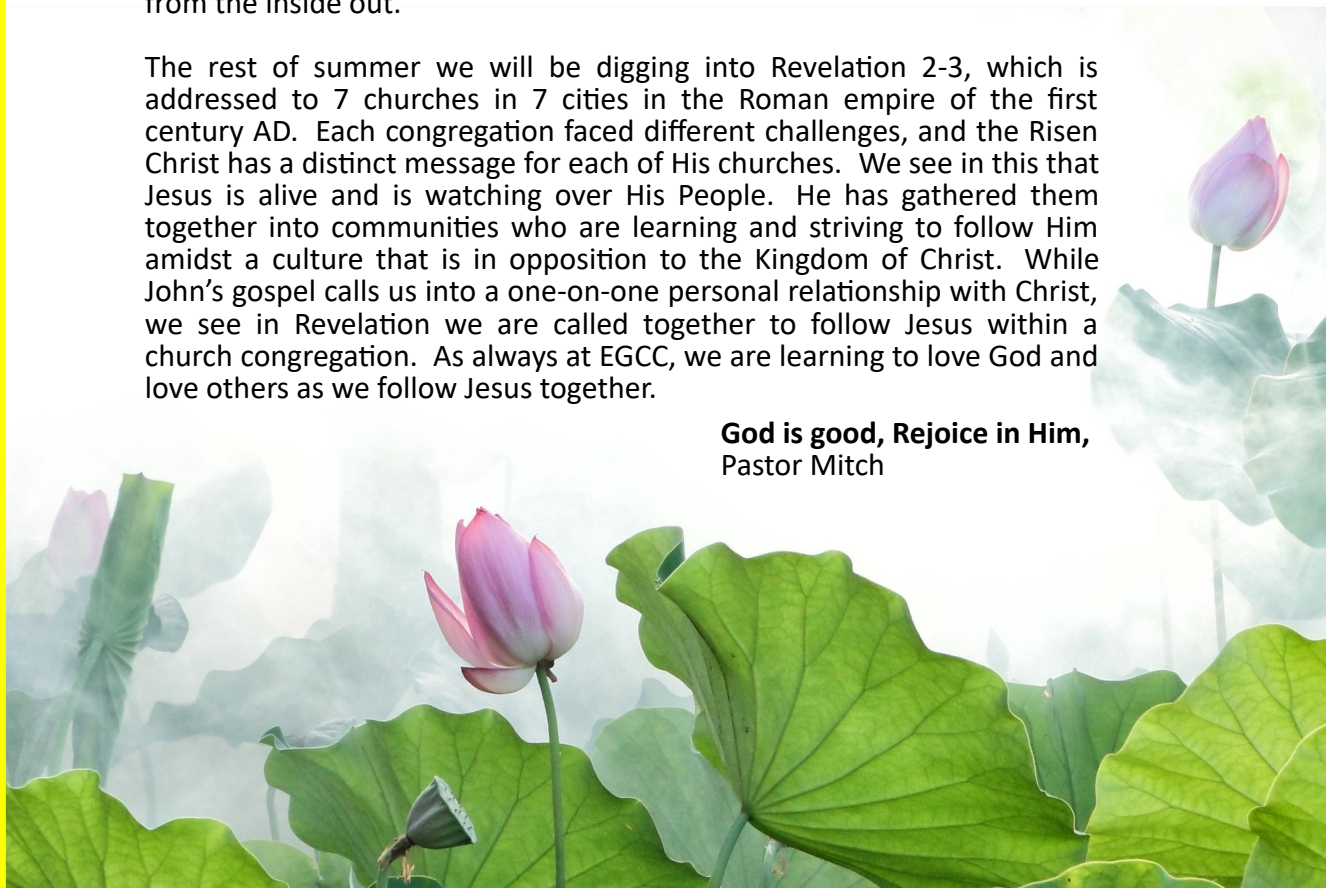 from the inside out.
The rest of summer we will be digging into Revelation 2-3, which is
addressed to 7 churches in 7 cities in the Roman empire of the first
century AD.  Each congregation faced different challenges, and the Risen
Christ has a distinct message for each of His churches.  We see in this that
Jesus is alive and is watching over His People.  He has gathered them
together into communities who are learning and striving to follow Him
amidst a culture that is in opposition to the Kingdom of Christ.  While
John’s gospel calls us into a one-on-one personal relationship with Christ,
we see in Revelation we are called together to follow Jesus within a
church congregation.  As always at EGCC, we are learning to love God and
love others as we follow Jesus together.
God is good, Rejoice in Him,
Pastor Mitch